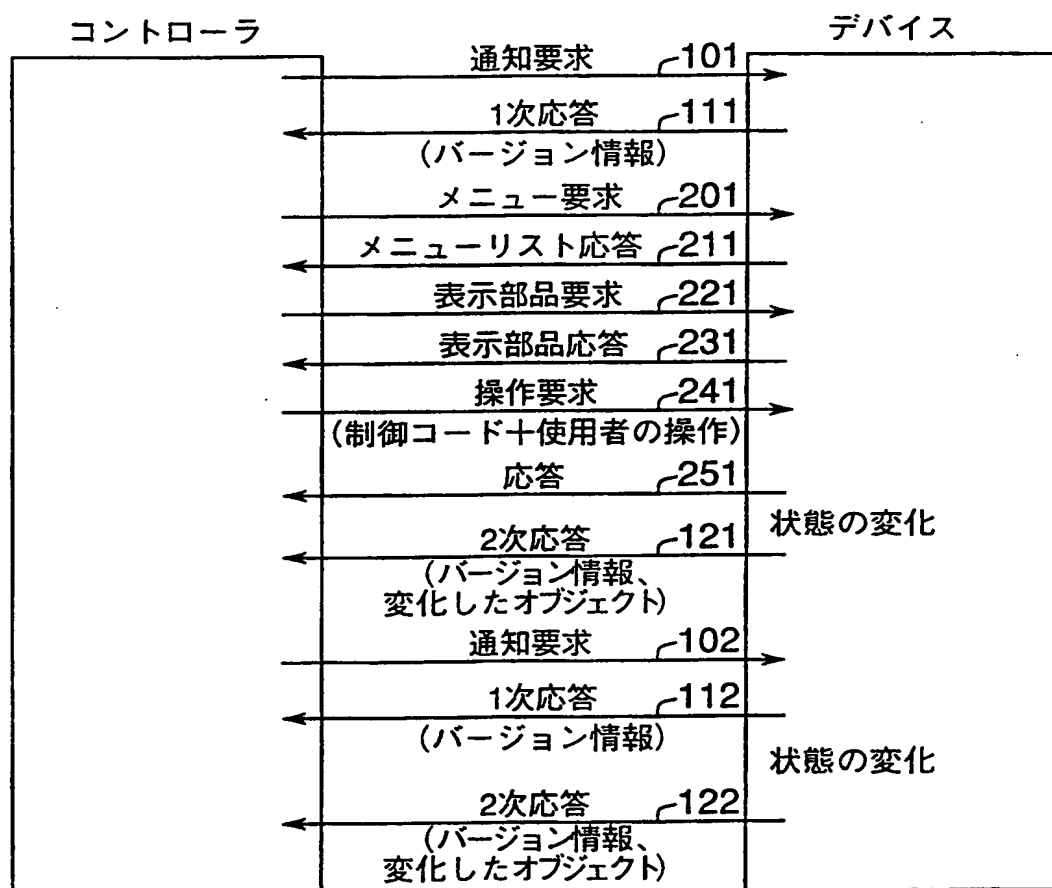 コントローラ
デバイス
通知要求 101
1次応答 111
(バージョン情報)
メニュー要求 201
メニューリスト応答 211
表示部品要求 221
表示部品応答 231
操作要求 241
(制御コード+使用者の操作)
応答 251
状態の変化
2次応答 121
(バージョン情報、
変化したオブジェクト)
通知要求 102
1次応答 112
(バージョン情報)
状態の変化
2次応答 122
(バージョン情報、
変化したオブジェクト)